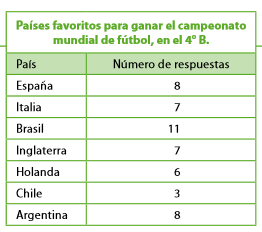 Países favoritos para ganar el campeonato
mundial de fútbol, en el 4° B.
País Número de respuestas
España 8
Italia 7
Brasil 11
Inglaterra 7
Holanda 6
Chile 3
Argentina 8